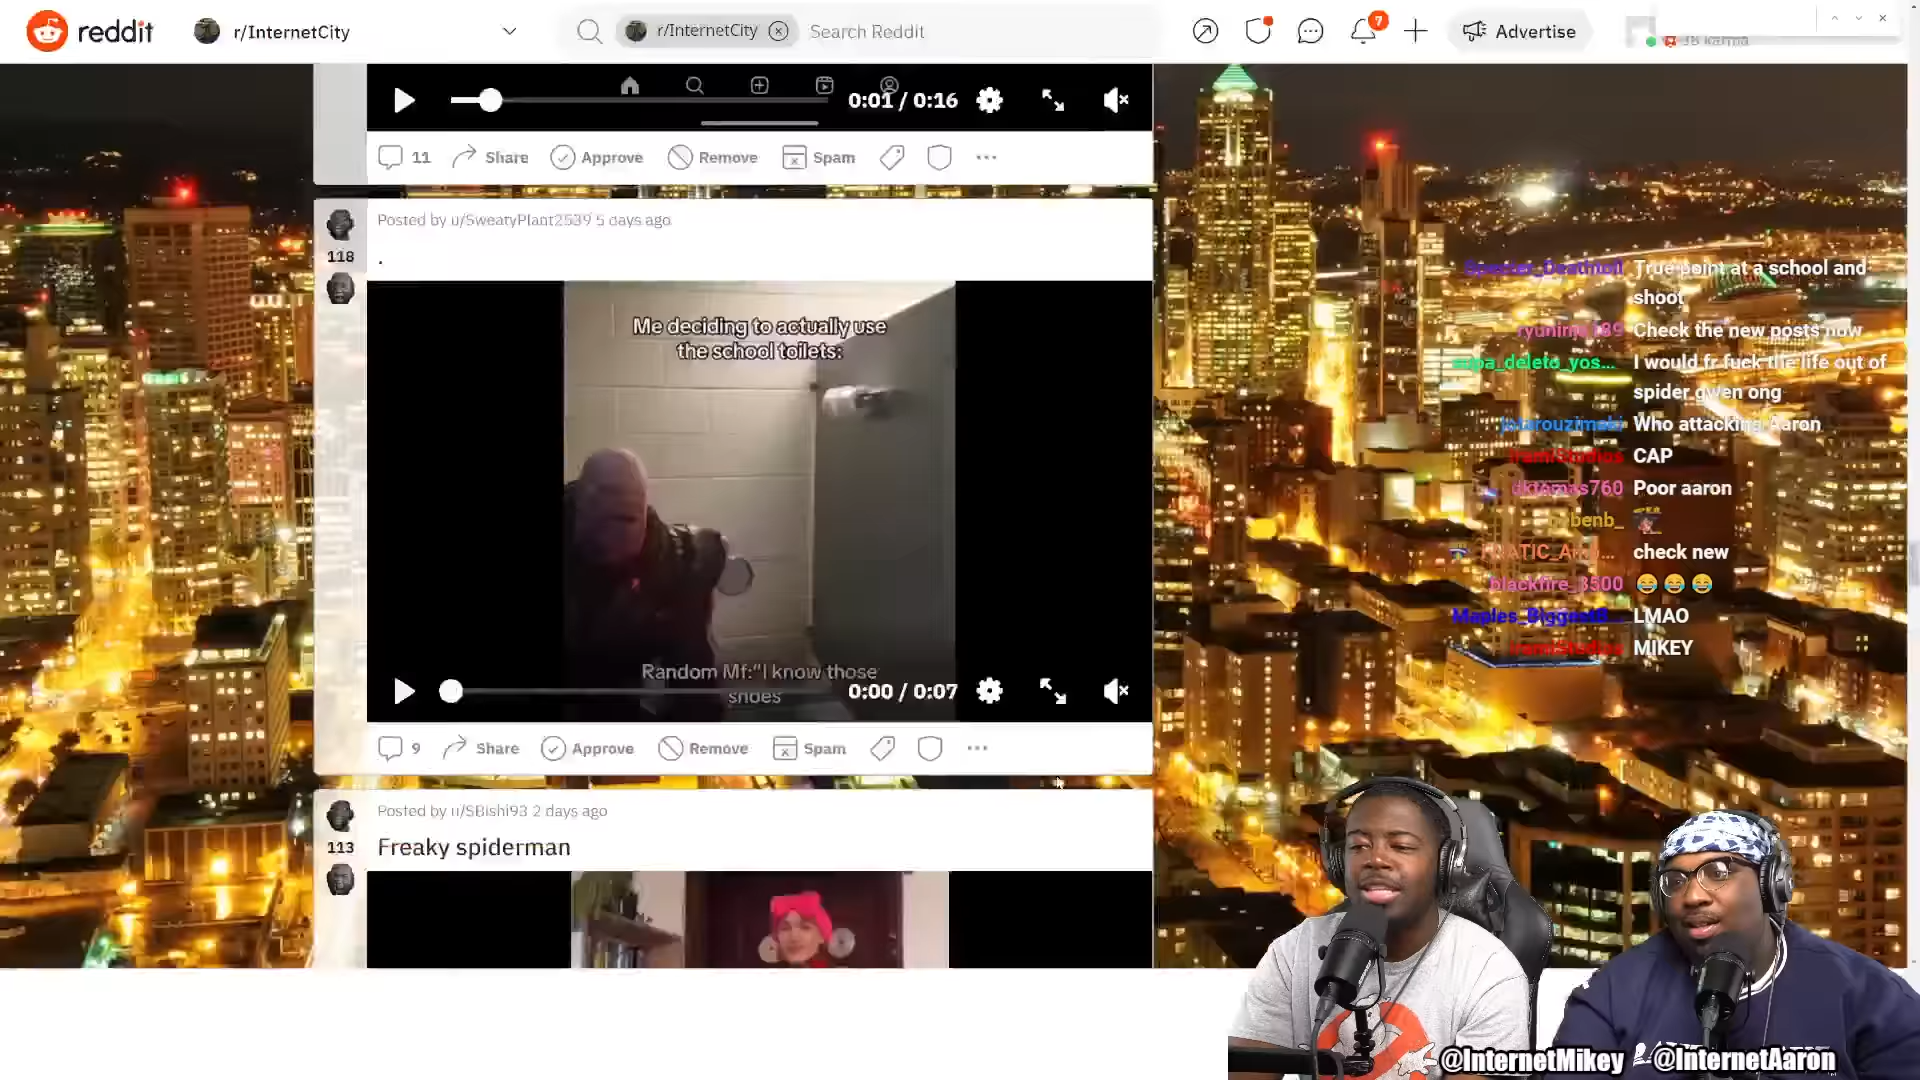 reddit
r/InternetCity
r/InternetCity
Search Reddit
7
Advertise
0:01 / 0:16
11 Share Approve Remove Spam
Posted by u/SweatyPlant2539 5 days ago
118
.
Me deciding to actually use
the school toilets:
Random Mf:"I know those
shoes
0:00 / 0:07
9 Share Approve Remove Spam
Posted by u/SBishi93 2 days ago
113
Freaky spiderman
True point at a school and
shoot
Check the new posts now
I would fr fuck the life out of
spider gwen ong
jotarouzimaki Who attacking Aaron
CAP
Poor aaron
check new
blackfire_3500 😂 😂 😂
LMAO
MIKEY
@InternetMikey
@InternetAaron